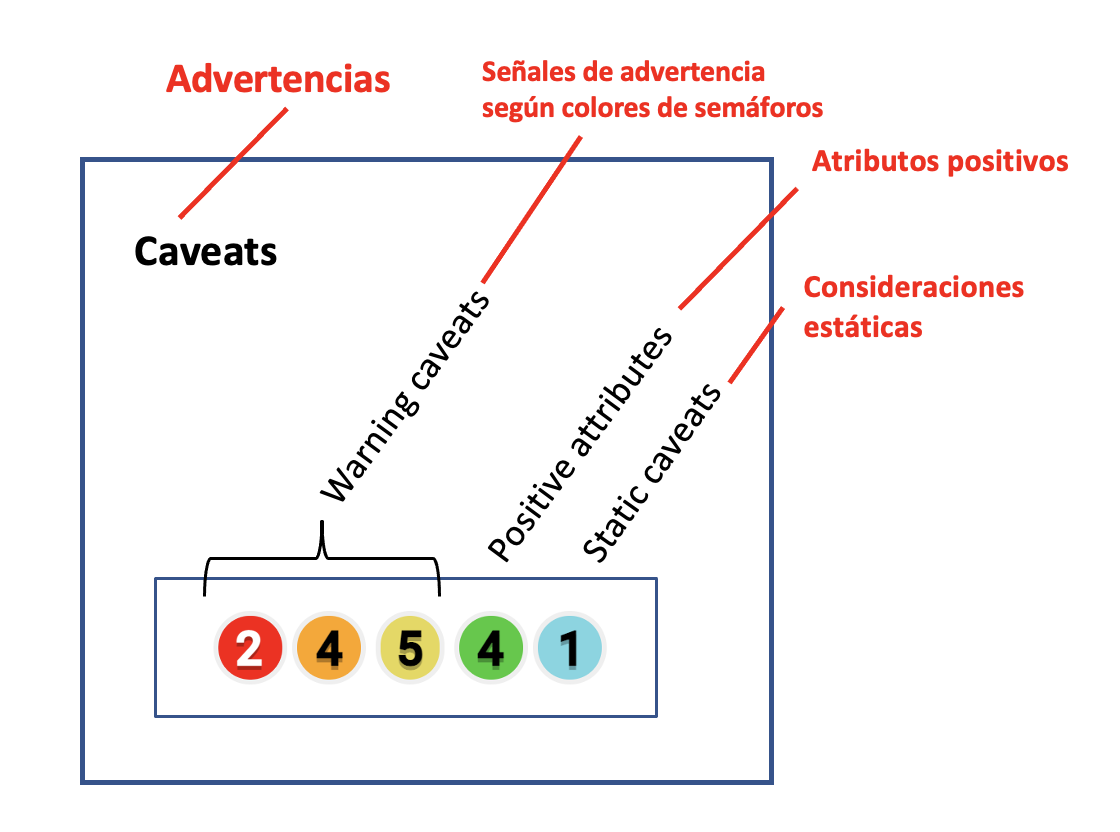 Advertencias
Señales de advertencia
según colores de semáforos
Atributos positivos
Caveats
Consideraciones
estáticas
Warning caveats
Positive attributes
Static caveats
2 4 5 4 1